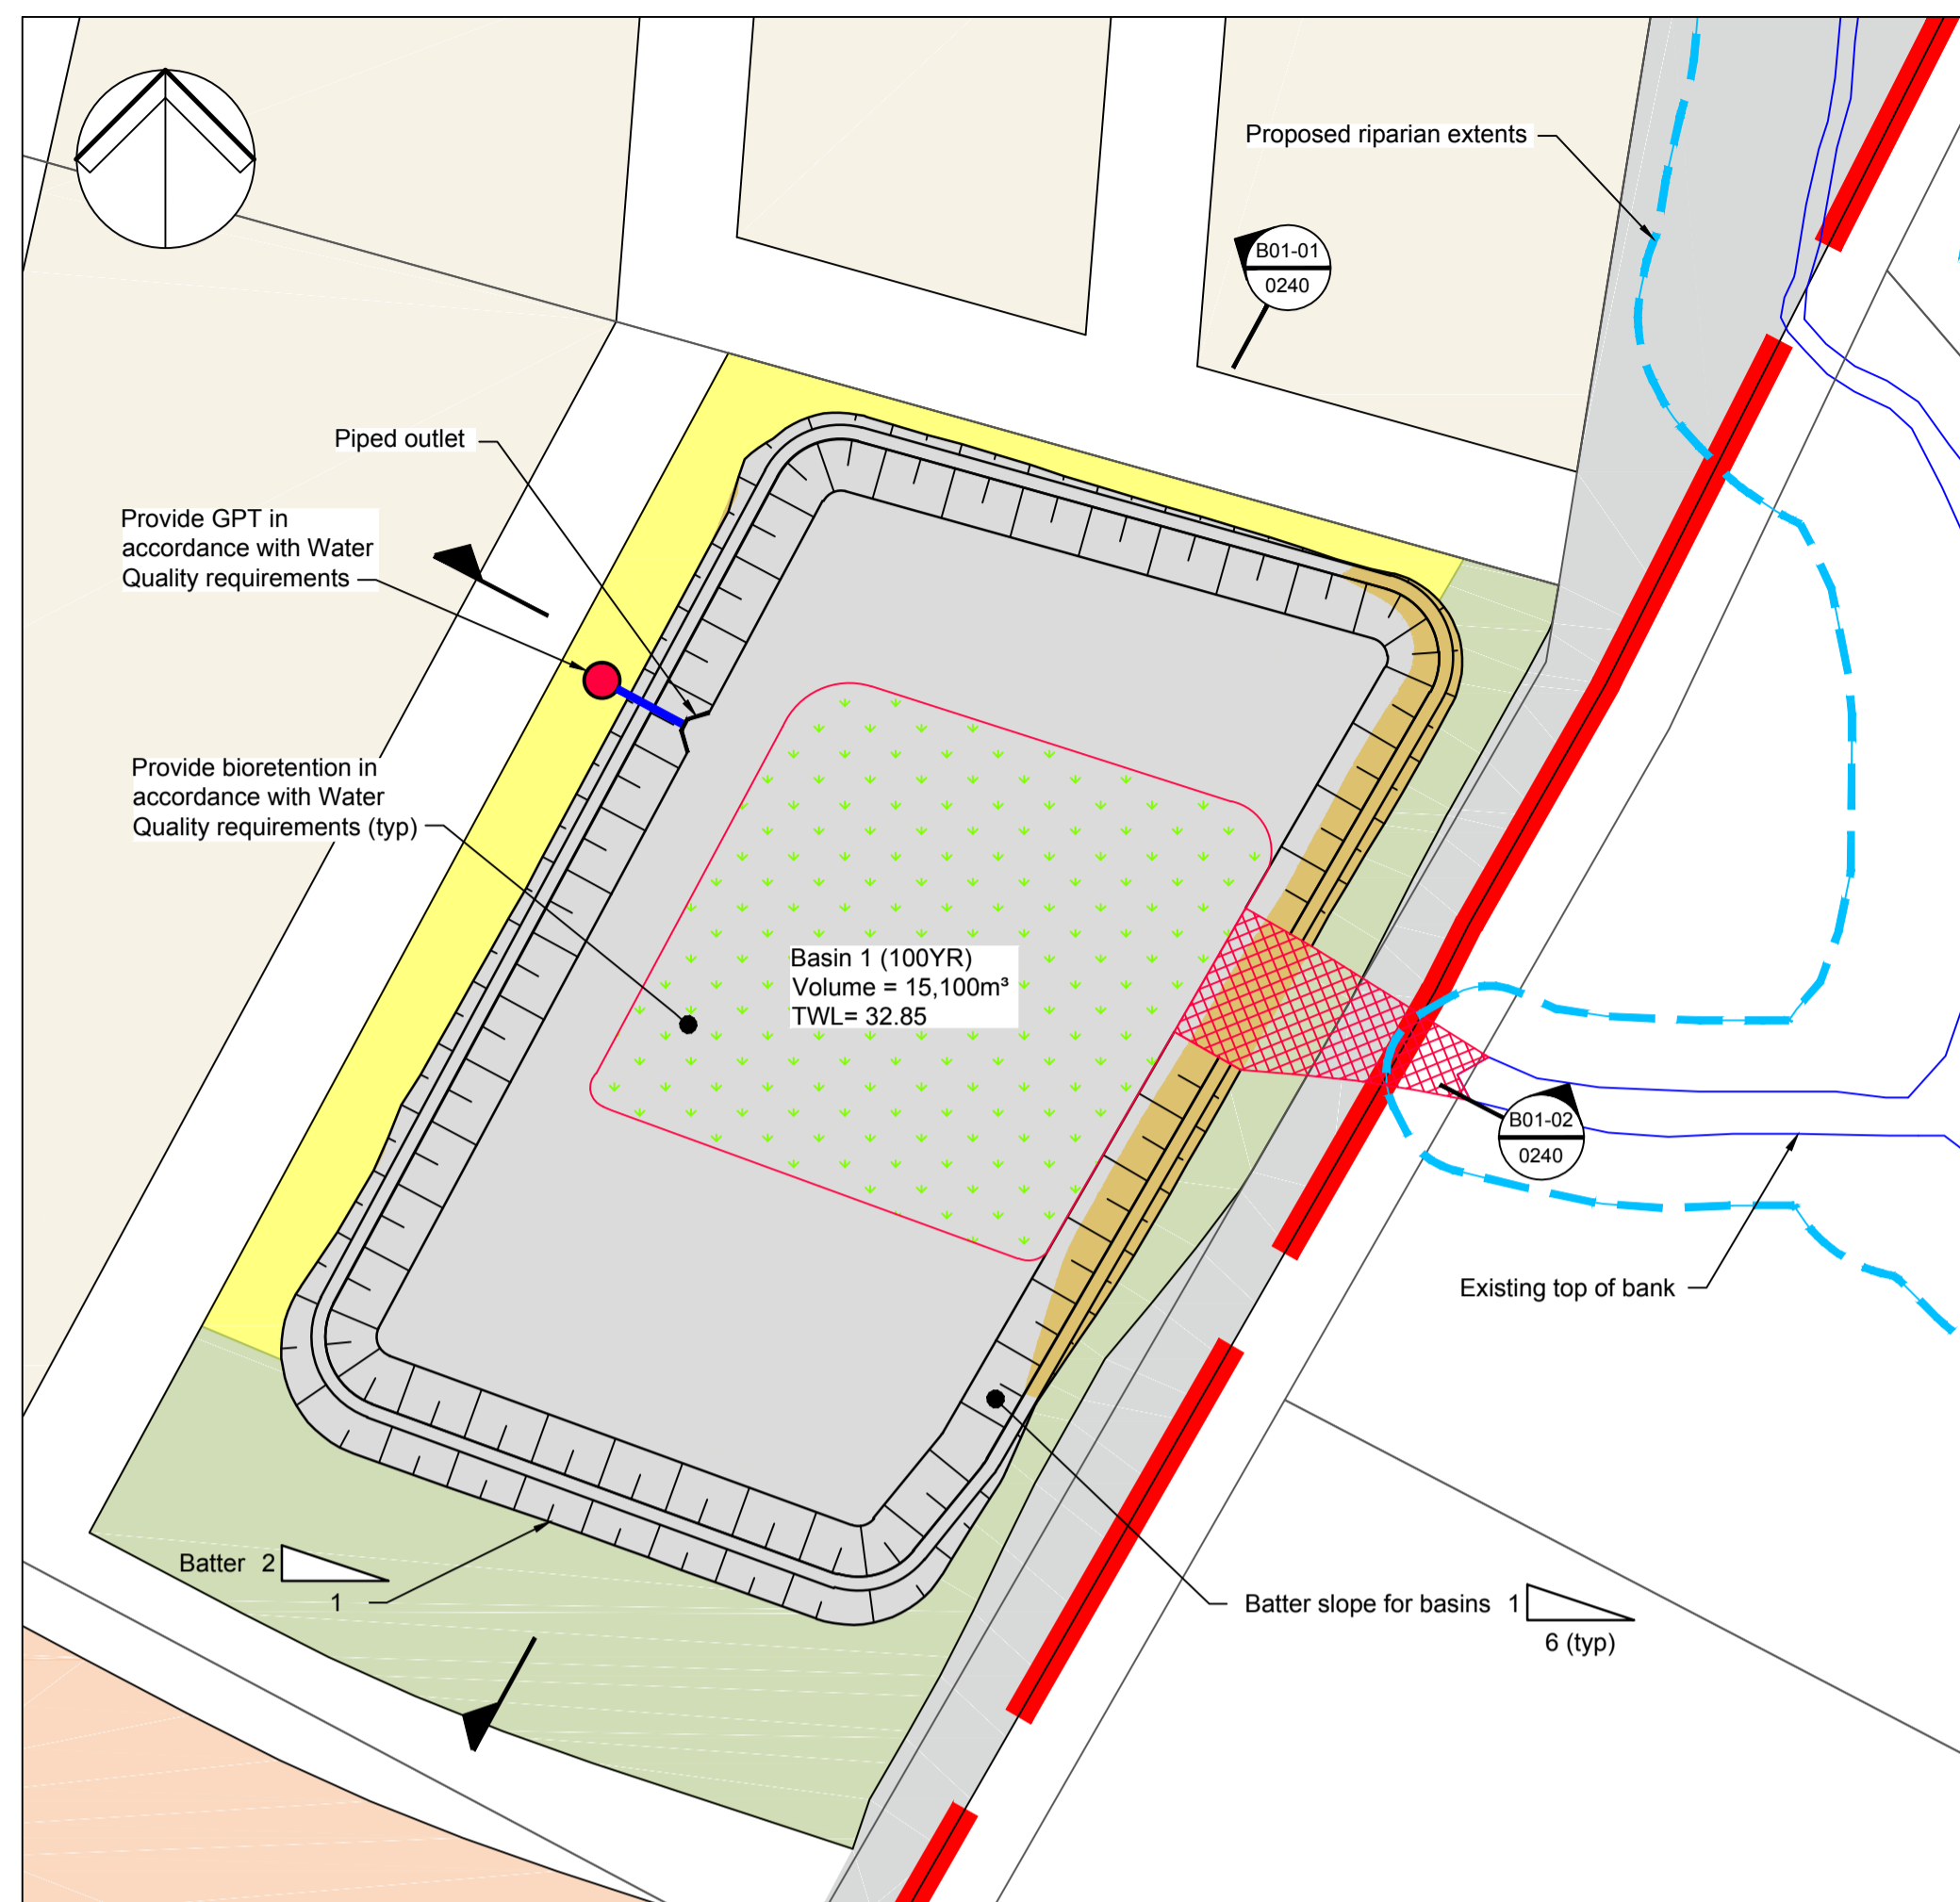 Proposed riparian extents
B01-01
0240
Piped outlet
Provide GPT in
accordance with Water
Quality requirements
Provide bioretention in
accordance with Water
Quality requirements (typ)
Basin 1 (100YR)
Volume = 15,100m³
TWL= 32.85
B01-02
0240
Existing top of bank
Batter 2
1
Batter slope for basins 1
6 (typ)